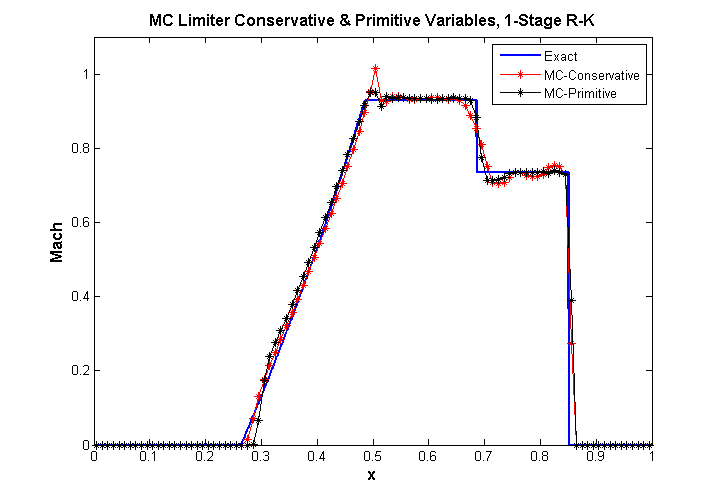 MC Limiter Conservative & Primitive Variables, 1-Stage R-K
Exact
MC-Conservative
MC-Primitive
Mach
1
0.8
0.6
0.4
0.2
0
0 0.1 0.2 0.3 0.4 0.5 0.6 0.7 0.8 0.9 1
x